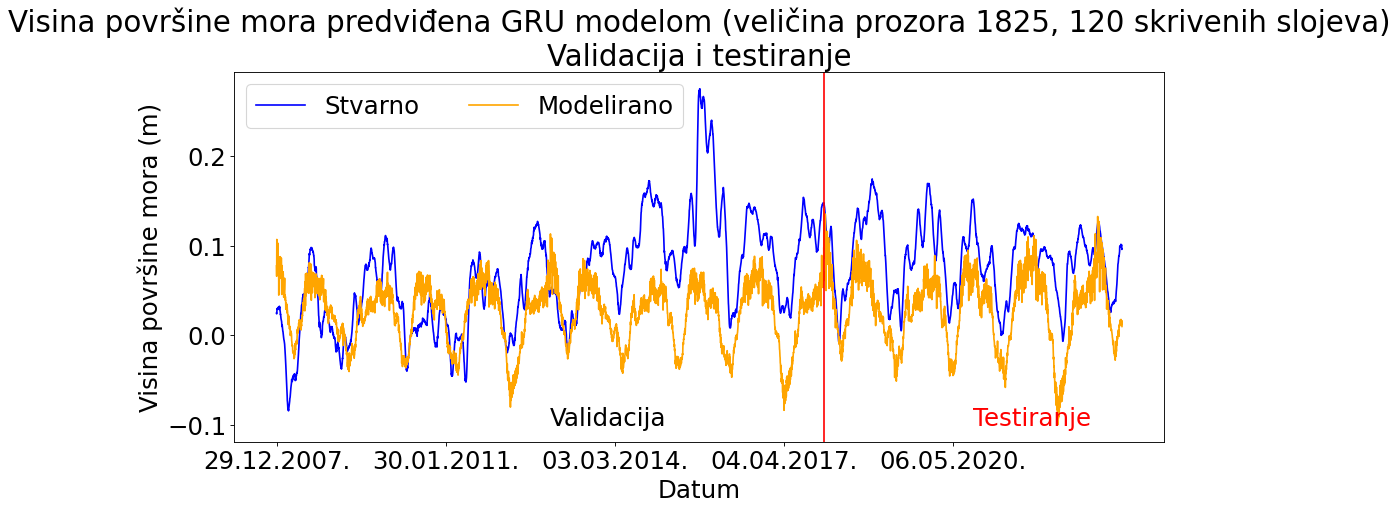 Visina površine mora predviđena GRU modelom (veličina prozora 1825, 120 skrivenih slojeva)
Validacija i testiranje
Stvarno
Modelirano
Visina površine mora (m)
0.2
0.1
0.0
−0.1
Validacija
Testiranje
29.12.2007.
30.01.2011.
03.03.2014.
04.04.2017.
06.05.2020.
Datum